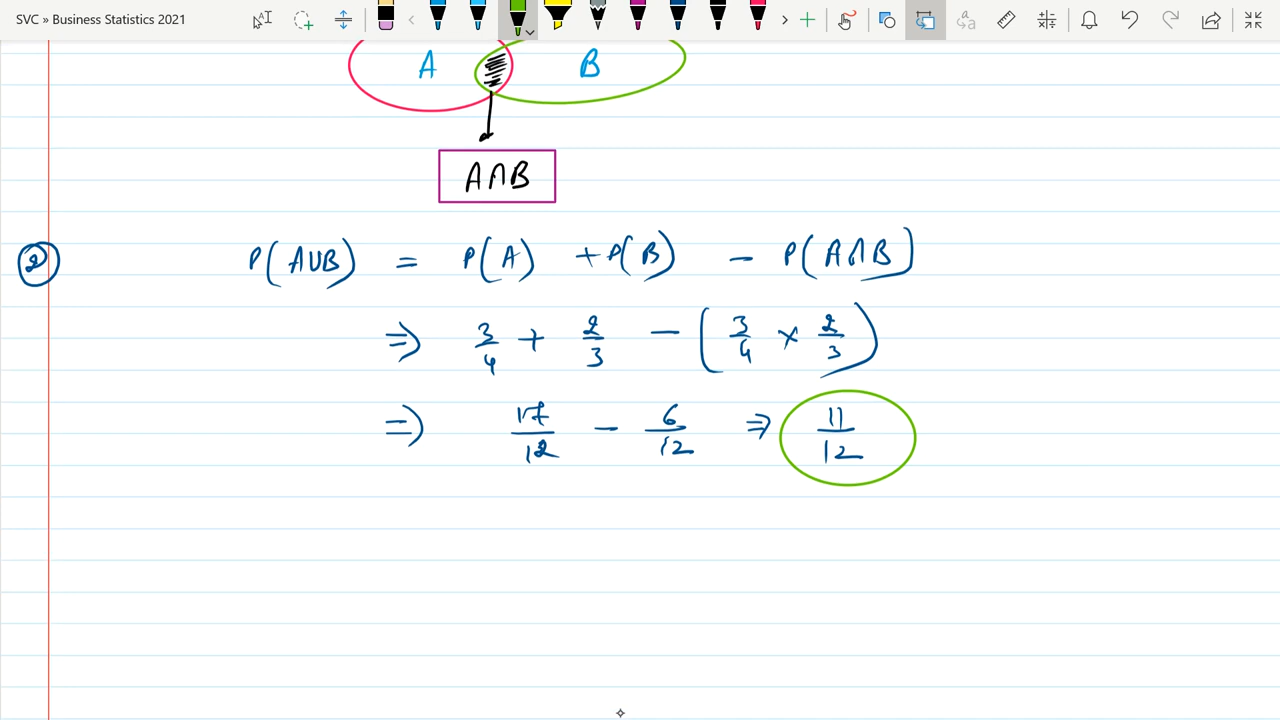 SVC » Business Statistics 2021
A B
A∩B
② P(A∪B) = P(A) + P(B) - P(A∩B)
⇒ 3/4 + 2/3 - (3/4 × 2/3)
⇒ 17/12 - 6/12 ⇒ 11/12